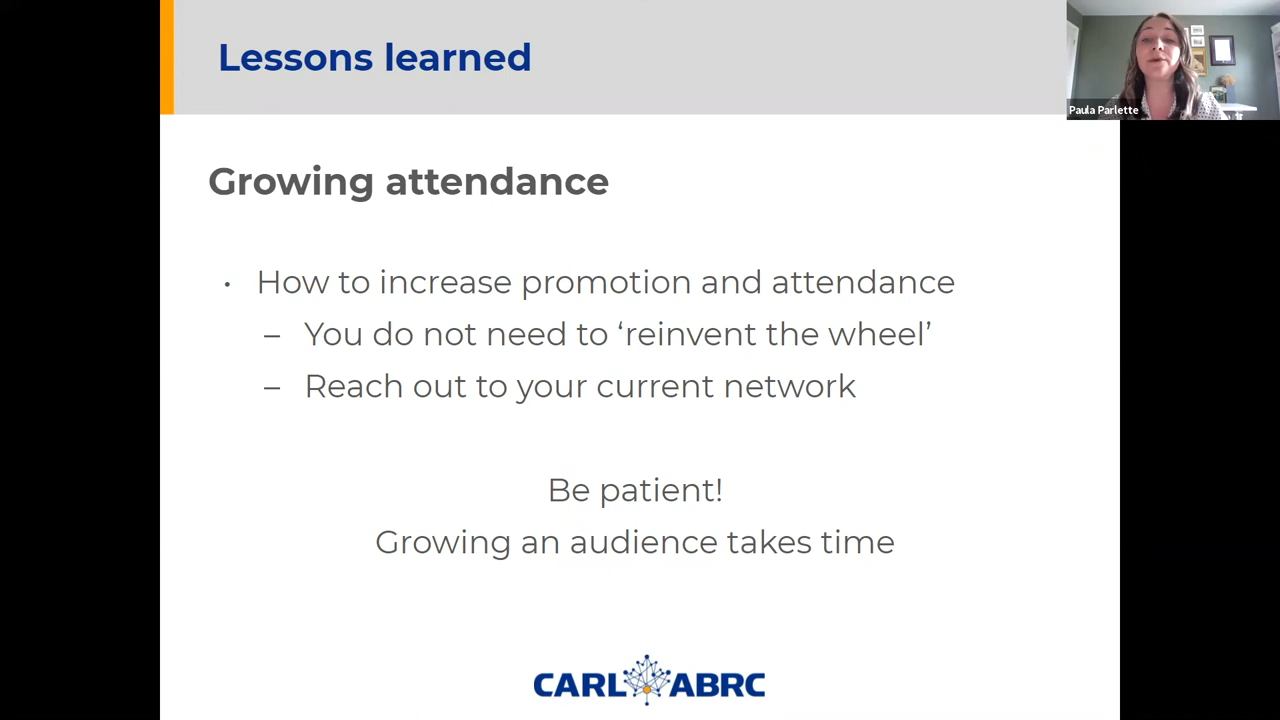 Lessons learned
Paula Parlette
Growing attendance
• How to increase promotion and attendance
– You do not need to ‘reinvent the wheel’
– Reach out to your current network
Be patient!
Growing an audience takes time
CARL ABRC